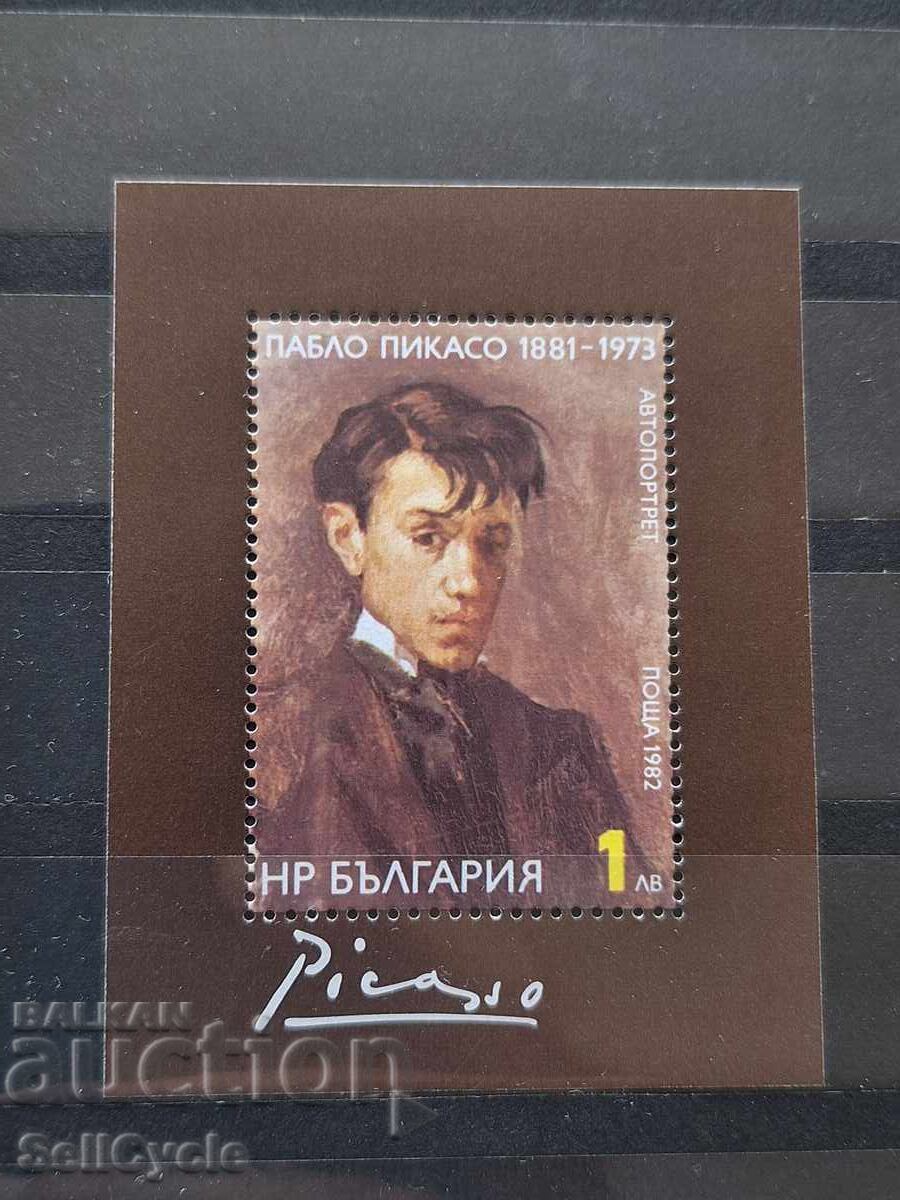 ПАБЛО ПИКАСО 1881-1973
АВТОПОРТРЕТ
ПОЩА 1982
НР БЪЛГАРИЯ 1 ЛВ
Picasso
BALKAN
auction
SellCycle